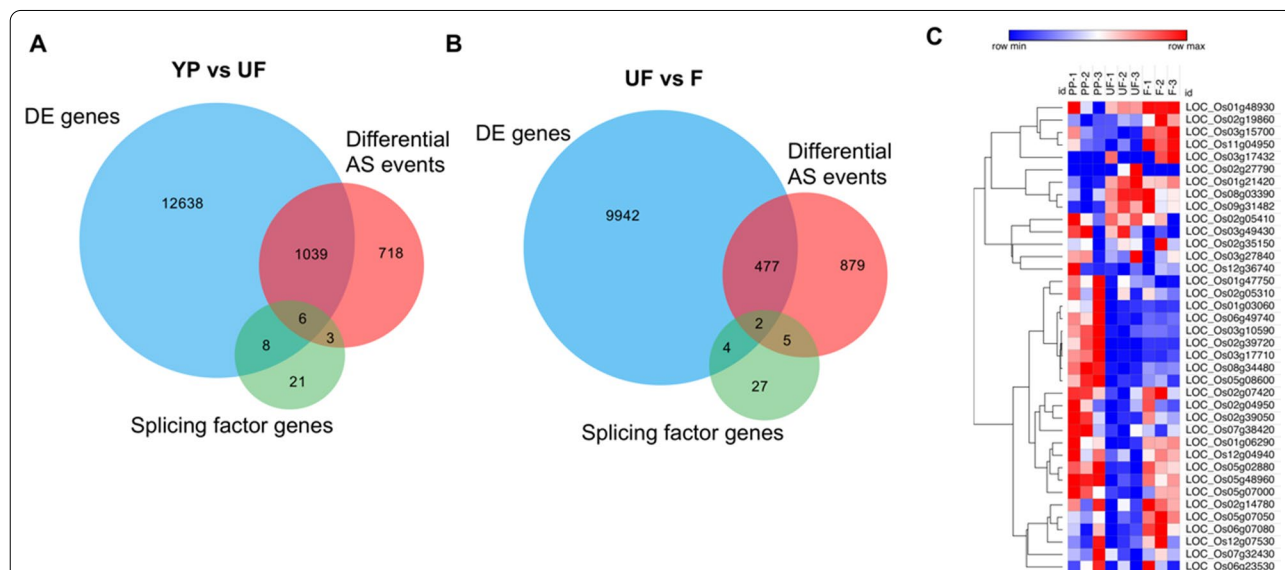 A
YP vs UF
DE genes
Differential
AS events
12638
1039
718
6
3
8
21
Splicing factor genes
B
UF vs F
DE genes
Differential
AS events
9942
477
879
2
5
4
27
Splicing factor genes
C
row min
row max
id PP-1 PP-2 PP-3 UF-1 UF-2 UF-3 F-1 F-2 F-3 id
LOC_Os01g48930
LOC_Os02g19860
LOC_Os03g15700
LOC_Os11g04950
LOC_Os03g17432
LOC_Os02g27790
LOC_Os01g21420
LOC_Os08g03390
LOC_Os09g31482
LOC_Os02g05410
LOC_Os03g49430
LOC_Os02g35150
LOC_Os03g27840
LOC_Os12g36740
LOC_Os01g47750
LOC_Os02g05310
LOC_Os01g03060
LOC_Os06g49740
LOC_Os03g10590
LOC_Os02g39720
LOC_Os03g17710
LOC_Os08g34480
LOC_Os05g08600
LOC_Os02g07420
LOC_Os02g04950
LOC_Os02g39050
LOC_Os07g38420
LOC_Os01g06290
LOC_Os12g04940
LOC_Os05g02880
LOC_Os05g48960
LOC_Os05g07000
LOC_Os02g14780
LOC_Os05g07050
LOC_Os06g07080
LOC_Os12g07530
LOC_Os07g32430
LOC_Os06g23530